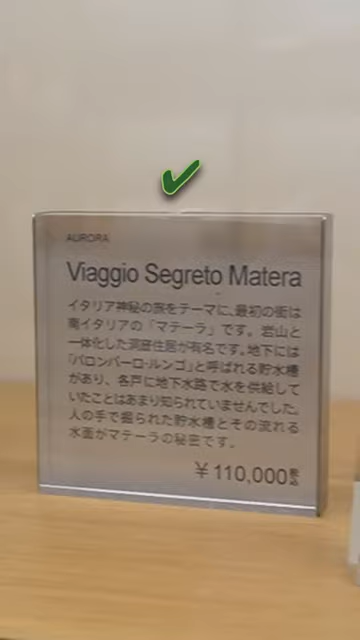 AURORA
Viaggio Segreto Matera
イタリア神秘の旅をテーマに、最初の街は
南イタリアの「マテーラ」です。岩山と
一体化した洞窟住居が有名です。地下には
「パロンバーロ・ルンゴ」と呼ばれる貯水槽
があり、各戸に地下水路で水を供給して
いたことはあまり知られていませんでした。
人の手で掘られた貯水槽とその流れる
水面がマテーラの秘密です。
￥110,000税込